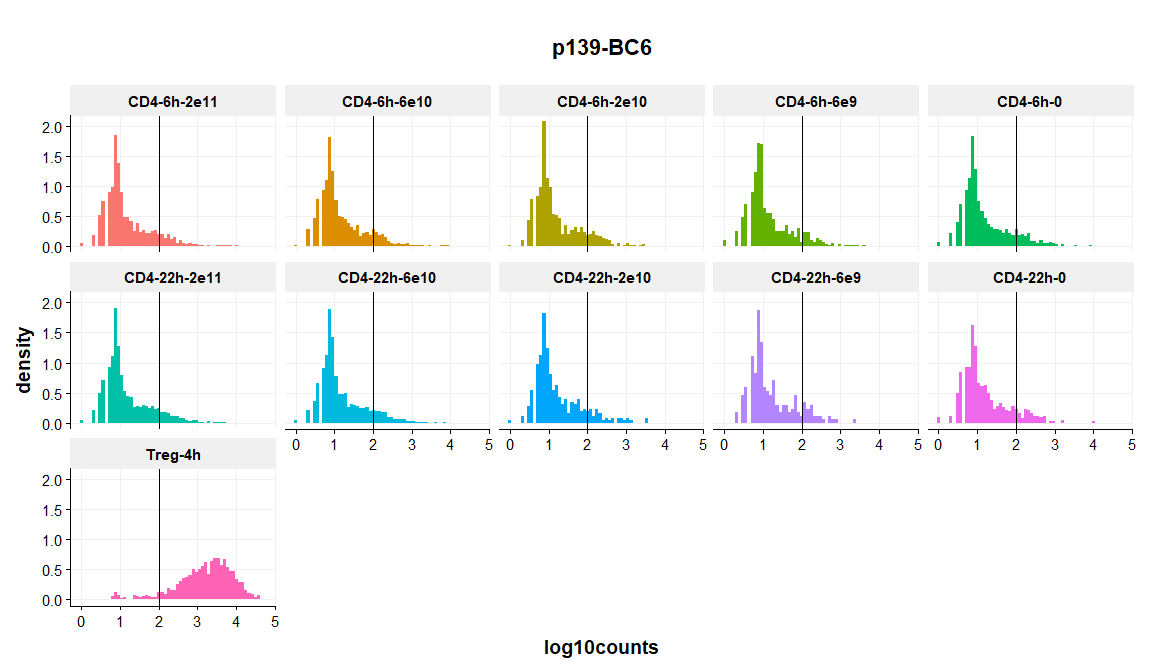 p139-BC6
CD4-6h-2e11 CD4-6h-6e10 CD4-6h-2e10 CD4-6h-6e9 CD4-6h-0
2.0
1.5
1.0
0.5
0.0
CD4-22h-2e11 CD4-22h-6e10 CD4-22h-2e10 CD4-22h-6e9 CD4-22h-0
2.0
1.5
1.0
0.5
0.0
0 1 2 3 4 5 0 1 2 3 4 5 0 1 2 3 4 5 0 1 2 3 4 5
density
Treg-4h
2.0
1.5
1.0
0.5
0.0
0 1 2 3 4 5
log10counts